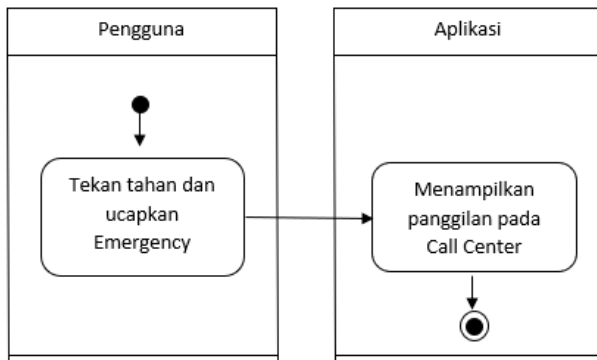 Pengguna
Aplikasi
Tekan tahan dan
ucapkan
Emergency
Menampilkan
panggilan pada
Call Center